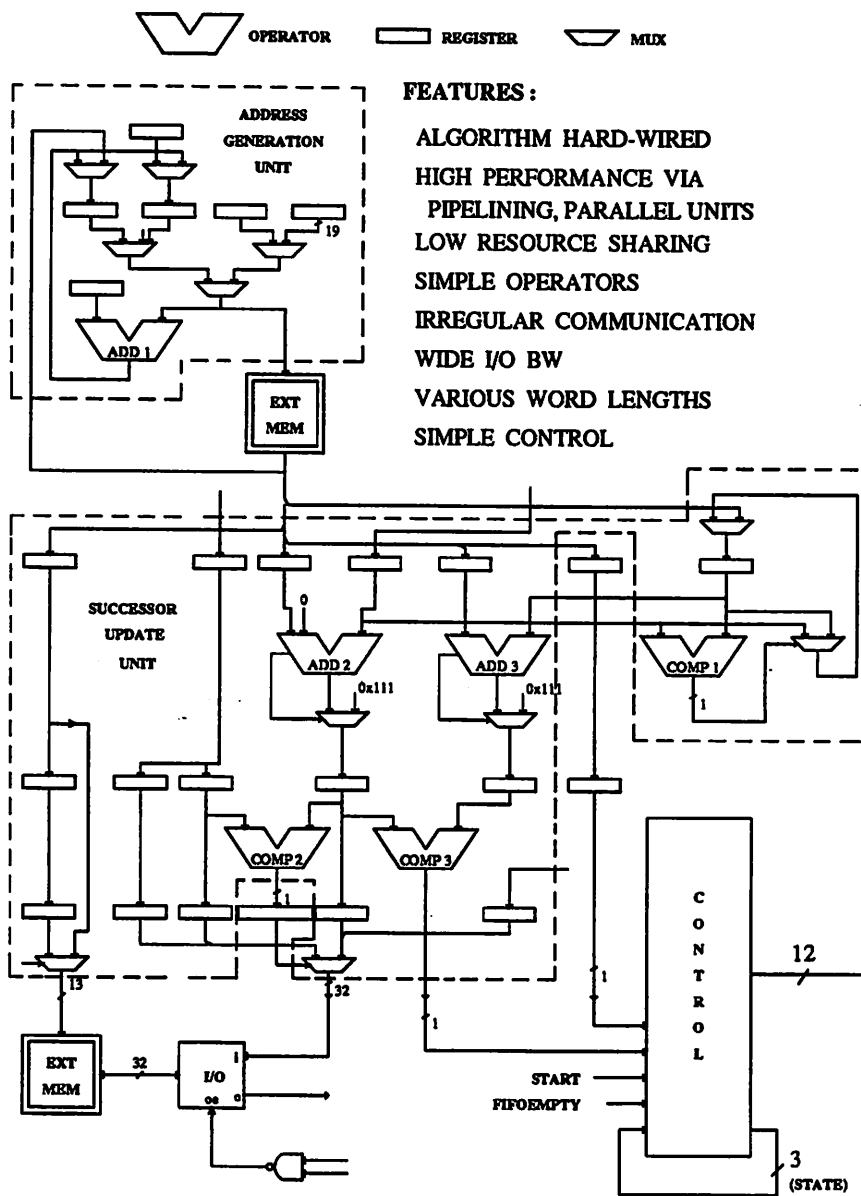 OPERATOR
REGISTER
MUX
ADDRESS
GENERATION
UNIT
19
ADD 1
EXT
MEM
FEATURES :
ALGORITHM HARD-WIRED
HIGH PERFORMANCE VIA
PIPELINING, PARALLEL UNITS
LOW RESOURCE SHARING
SIMPLE OPERATORS
IRREGULAR COMMUNICATION
WIDE I/O BW
VARIOUS WORD LENGTHS
SIMPLE CONTROL
SUCCESSOR
UPDATE
UNIT
0
ADD 2
ADD 3
COMP 1
0x111
0x111
1
COMP 2
COMP 3
1
CONTROL
12
13
32
1
1
EXT
MEM
32
I/O
i
o
oe
START
FIFOEMPTY
3
(STATE)